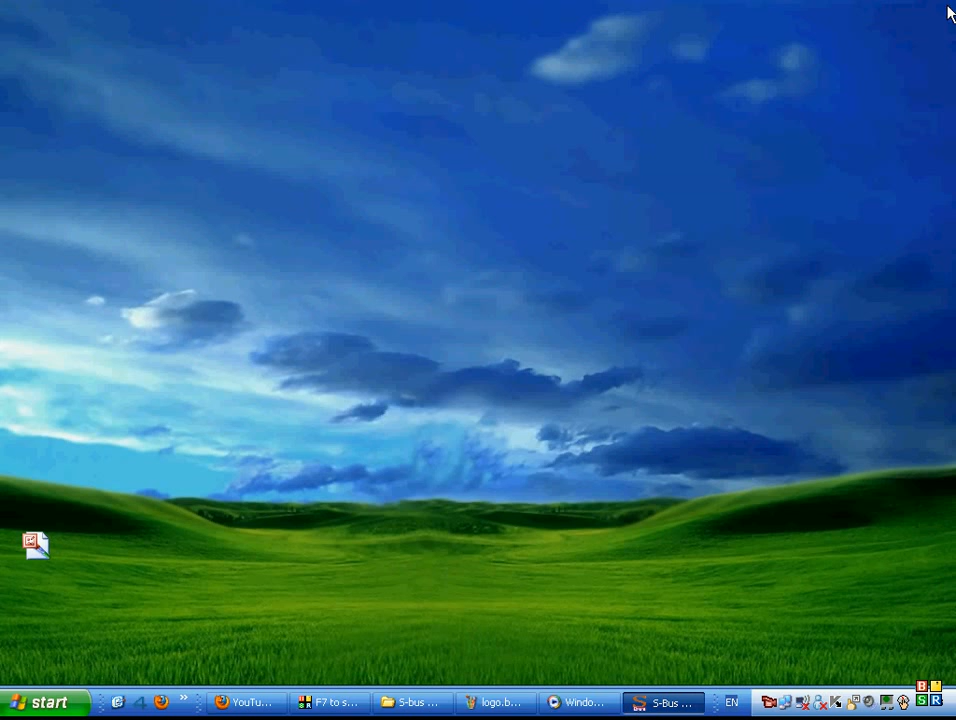 start
YouTu...
F7 to s...
S-bus ...
logo.b...
Windo...
S-Bus ...
EN
B
S R